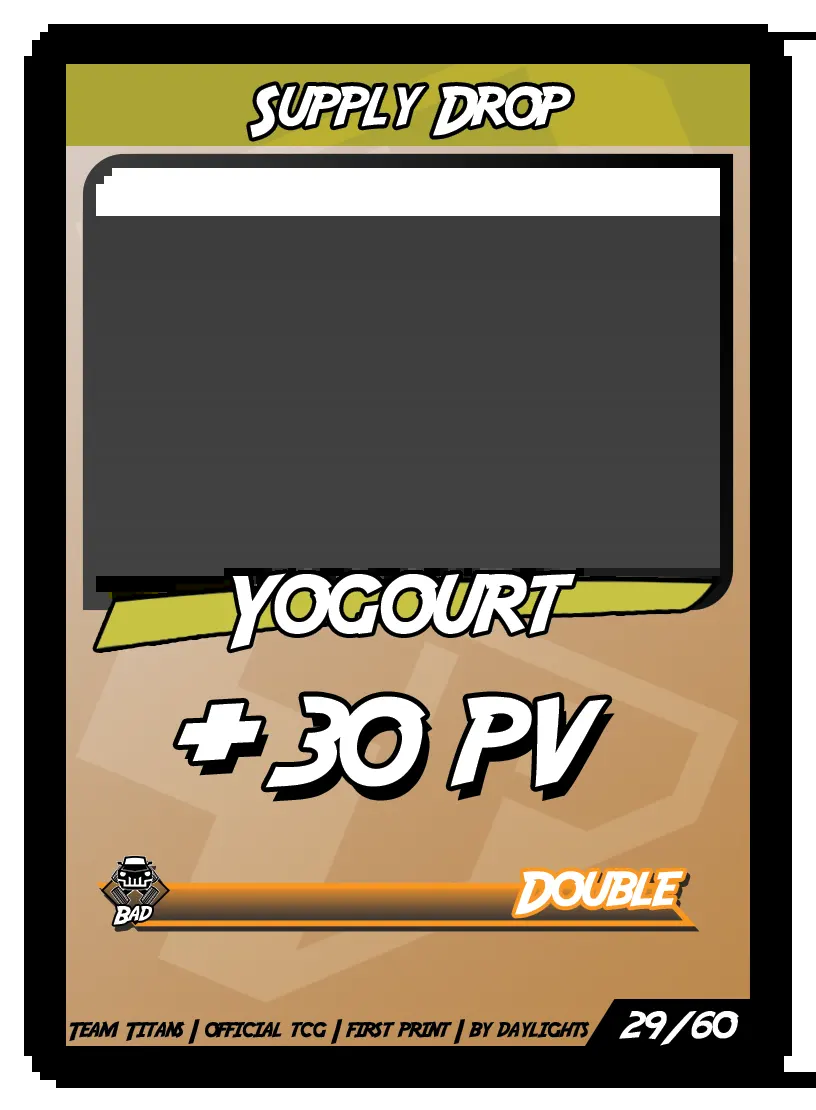 Supply Drop
Yogourt
+30 PV
Double
Bad
Team Titans | Official TCG | First Print | By Daylights
29/60